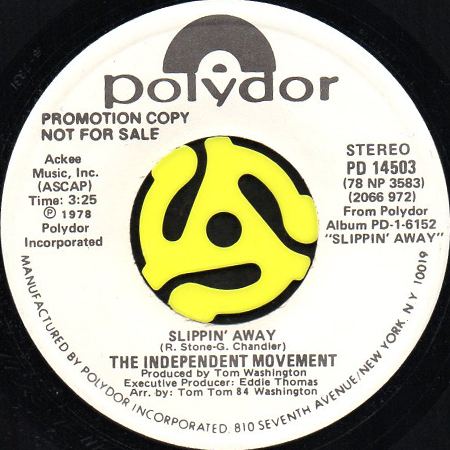 polydor
PROMOTION COPY
NOT FOR SALE
Ackee
Music, Inc.
(ASCAP)
Time: 3:25
Ⓟ 1978
Polydor
Incorporated
STEREO
PD 14503
(78 NP 3583)
(2066 972)
From Polydor
Album PD-1-6152
"SLIPPIN' AWAY"
SLIPPIN' AWAY
(R. Stone-G. Chandler)
THE INDEPENDENT MOVEMENT
Produced by Tom Washington
Executive Producer: Eddie Thomas
Arr. by: Tom Tom 84 Washington
MANUFACTURED BY POLYDOR INCORPORATED. 810 SEVENTH AVENUE/NEW YORK. N Y 10019